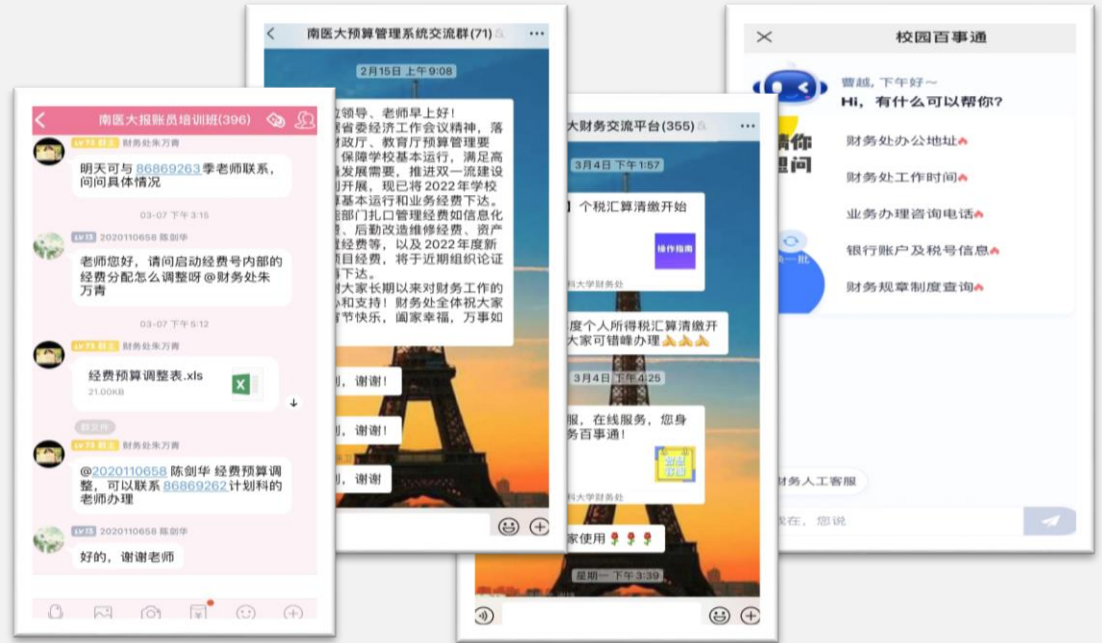 南医大报账员培训班(396)
财务处朱万青
明天可与 86869263季老师联系，
问问具体情况
03-07 下午3:15
LV 15 2020110658 陈剑华
老师您好，请问启动经费号内部的
经费分配怎么调整呀@财务处朱
万青
03-07 下午5:12
财务处朱万青
经费预算调整表.xls
21.00KB
群文件
财务处朱万青
@2020110658 陈剑华 经费预算调
整，可以联系 86869262计划科的
老师办理
LV 15 2020110658 陈剑华
好的，谢谢老师
南医大预算管理系统交流群(71)
2月15日 上午9:08
领导、老师早上好！
省委经济工作会议精神，落
财政厅、教育厅预算管理要
保障学校基本运行，满足高
发展需要，推进双一流建设
开展，现已将2022年学校
基本运行和业务经费下达。
部门扎口管理经费如信息化
、后勤改造维修经费、资产
经费等，以及2022年度新
项目经费，将于近期组织论证
下达。
大家长期以来对财务工作的
和支持！财务处全体祝大家
节快乐，阖家幸福，万事如
，谢谢！
，谢谢！
，谢谢
大财务交流平台(355)
3月4日 下午1:57
】个税汇算清缴开始
操作指南
科大学财务处
度个人所得税汇算清缴开
大家可错峰办理
3月4日 下午4:25
服，在线服务，您身
务百事通！
智慧
客服
科大学财务处
家使用
星期一 下午3:39
校园百事通
曹越, 下午好～
Hi，有什么可以帮你?
猜你
想问
换一批
财务处办公地址
财务处工作时间
业务办理咨询电话
银行账户及税号信息
财务规章制度查询
财务人工客服
在，您说